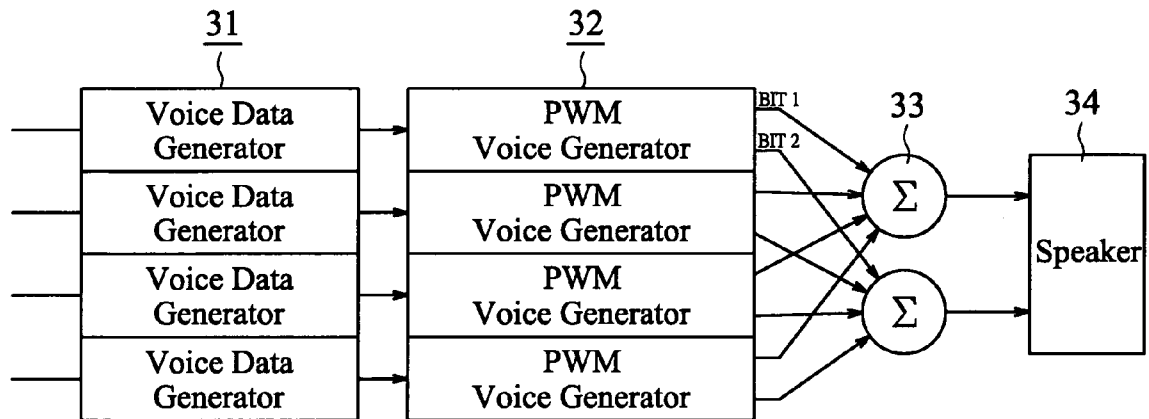 31
32
Voice Data
Generator
PWM
Voice Generator
BIT 1
BIT 2
33
34
Voice Data
Generator
PWM
Voice Generator
Σ
Voice Data
Generator
PWM
Voice Generator
Σ
Speaker
Voice Data
Generator
PWM
Voice Generator